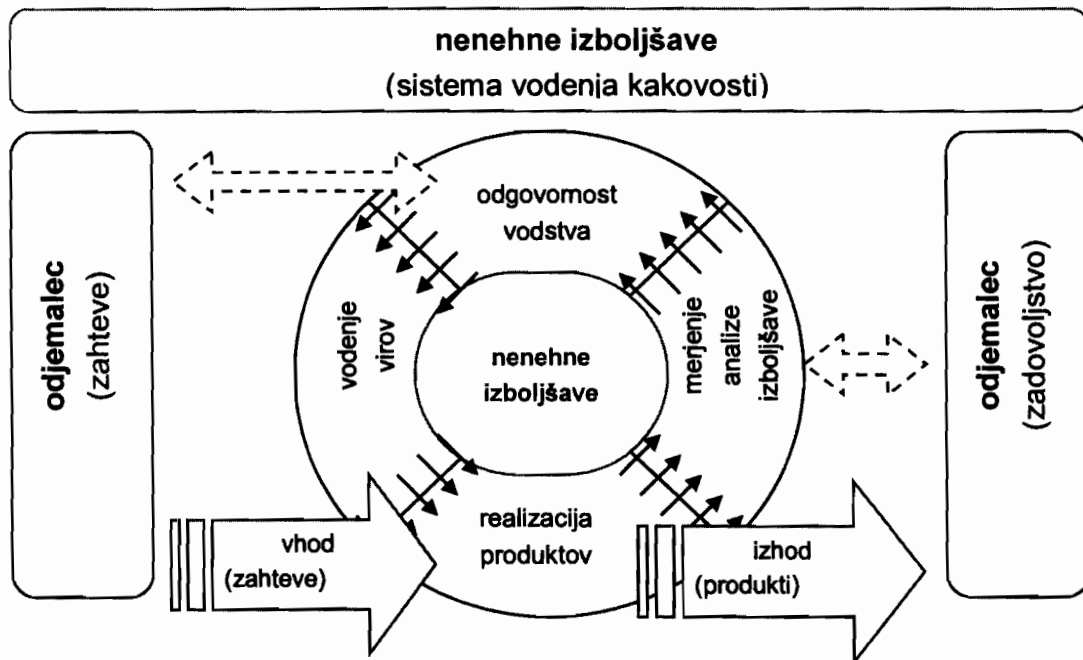 nenehne izboljšave
(sistema vodenja kakovosti)
odjemalec
(zahteve)
odgovornost
vodstva
vodenje
virov
nenehne
izboljšave
merjenje
analize
izboljšave
odjemalec
(zadovoljstvo)
vhod
(zahteve)
realizacija
produktov
izhod
(produkti)